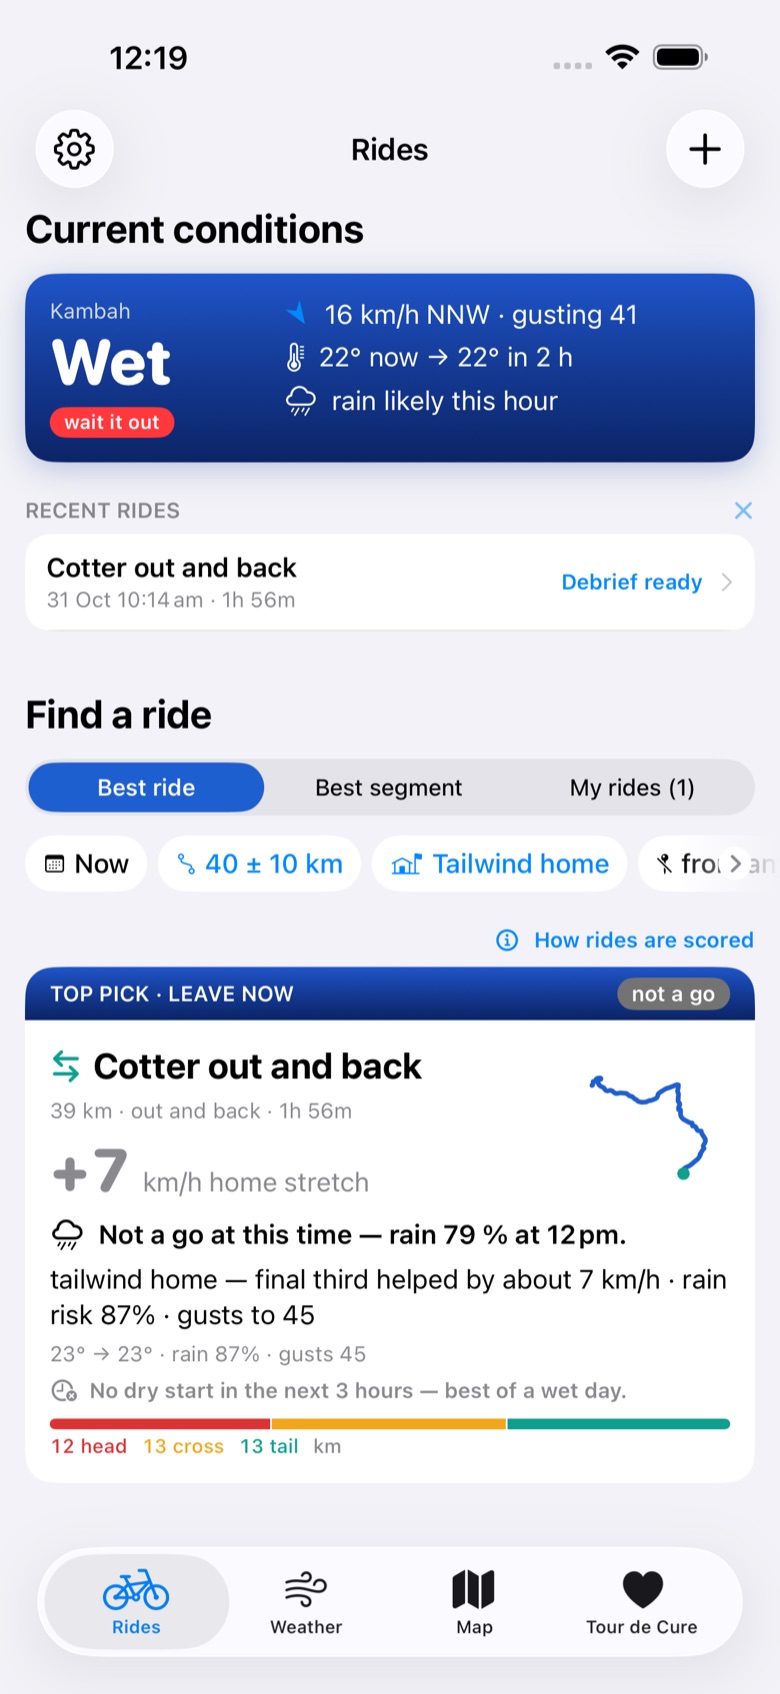 12:19
Rides
Current conditions
Kambah
Wet
wait it out
16 km/h NNW · gusting 41
22° now → 22° in 2 h
rain likely this hour
RECENT RIDES
Cotter out and back
31 Oct 10:14 am · 1h 56m
Debrief ready
Find a ride
Best ride
Best segment
My rides (1)
Now
40 ± 10 km
Tailwind home
How rides are scored
TOP PICK · LEAVE NOW
not a go
Cotter out and back
39 km · out and back · 1h 56m
+7 km/h home stretch
Not a go at this time — rain 79 % at 12 pm.
tailwind home — final third helped by about 7 km/h · rain
risk 87% · gusts to 45
23° → 23° · rain 87% · gusts 45
No dry start in the next 3 hours — best of a wet day.
12 head 13 cross 13 tail km
Rides
Weather
Map
Tour de Cure